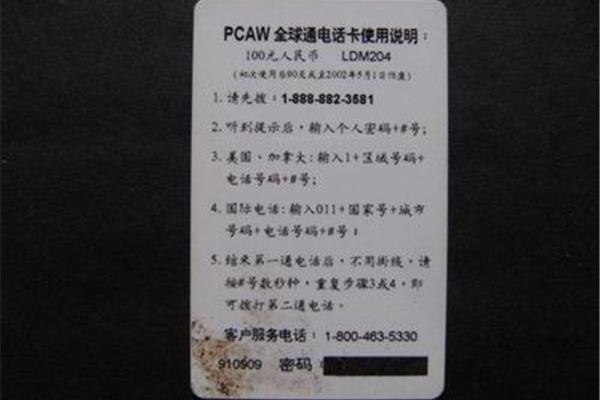 PCAW 全球通电话卡使用说明：
100元人民币 LDM204
(初次使用后90天或至2002年5月1日作废)
1. 请先拨：1-888-882-3581
2. 听到提示后，输入个人密码+#号;
3. 美国、加拿大:输入1+区域号码+
电话号码+#号;
4. 国际电话:输入011+国家号+城市
号码+电话号码+#号;
5. 结束第一通电话后，不用挂线，请
按#号数秒钟，重复步骤3或4，即
可拨打第二通电话。
客户服务电话：1-800-463-5330
910909 密码: